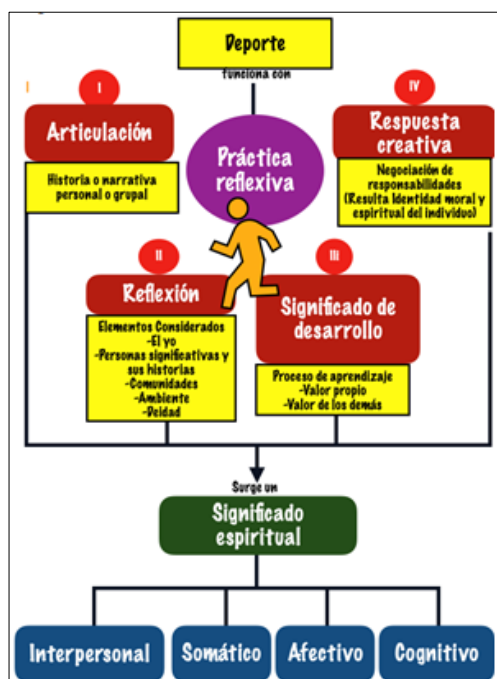 Deporte
funciona con
I
I
Articulación
Historia o narrativa
personal o grupal
Práctica
reflexiva
IV
Respuesta
creativa
Negociación de
responsabilidades
(Resulta Identidad moral y
espiritual del individuo)
II
Reflexión
Elementos Considerados
-El yo
-Personas significativas y
sus historias
-Comunidades
-Ambiente
-Deidad
III
Significado de
desarrollo
Proceso de aprendizaje
-Valor propio
-Valor de los demás
Surge un
Significado
espiritual
Interpersonal
Somático
Afectivo
Cognitivo